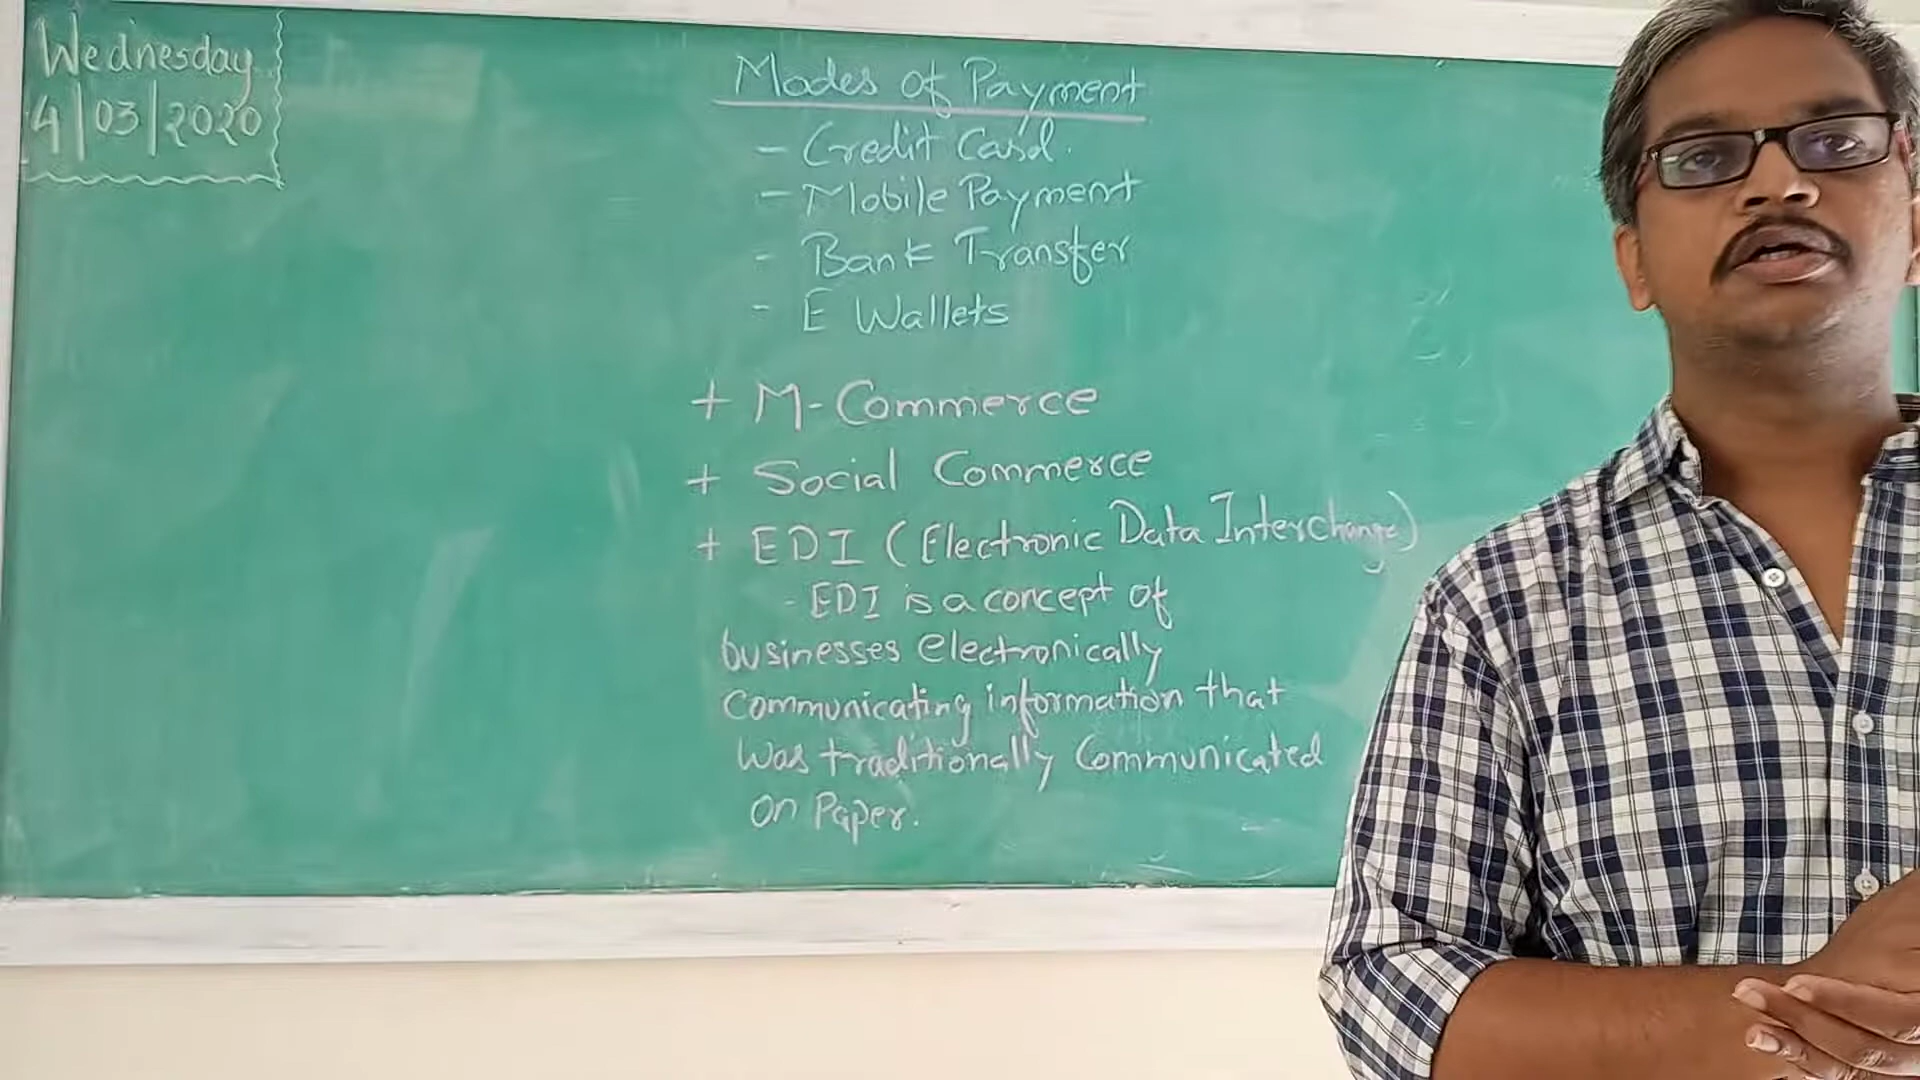 Wednesday
4/03/2020
Modes of Payment
- Credit Card.
- Mobile Payment
- Bank Transfer
- E Wallets
+ M-Commerce
+ Social Commerce
+ EDI (Electronic Data Interchange)
- EDI is a concept of
businesses electronically
communicating information that
was traditionally communicated
on Paper.